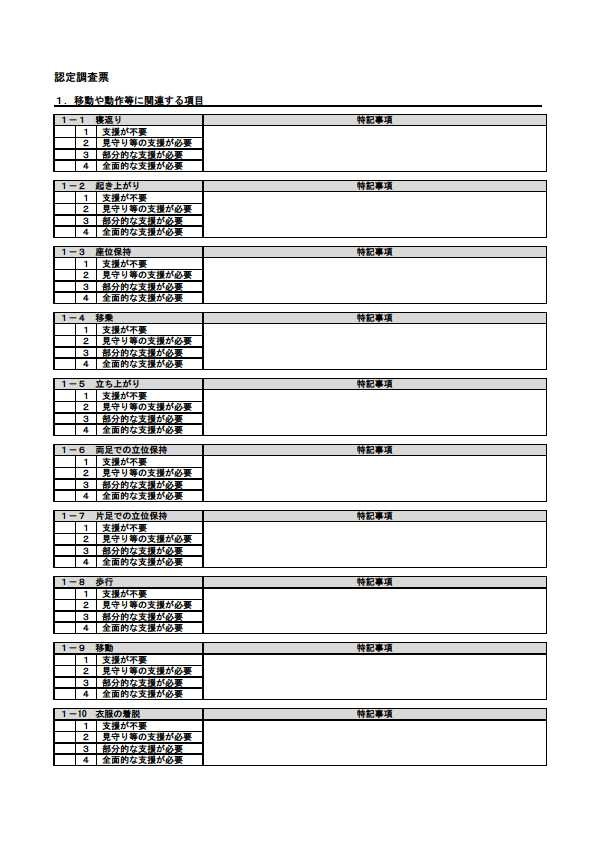 認定調査票
１．移動や動作等に関連する項目
１－１　寝返り　特記事項
１　支援が不要
２　見守り等の支援が必要
３　部分的な支援が必要
４　全面的な支援が必要
１－２　起き上がり　特記事項
１　支援が不要
２　見守り等の支援が必要
３　部分的な支援が必要
４　全面的な支援が必要
１－３　座位保持　特記事項
１　支援が不要
２　見守り等の支援が必要
３　部分的な支援が必要
４　全面的な支援が必要
１－４　移乗　特記事項
１　支援が不要
２　見守り等の支援が必要
３　部分的な支援が必要
４　全面的な支援が必要
１－５　立ち上がり　特記事項
１　支援が不要
２　見守り等の支援が必要
３　部分的な支援が必要
４　全面的な支援が必要
１－６　両足での立位保持　特記事項
１　支援が不要
２　見守り等の支援が必要
３　部分的な支援が必要
４　全面的な支援が必要
１－７　片足での立位保持　特記事項
１　支援が不要
２　見守り等の支援が必要
３　部分的な支援が必要
４　全面的な支援が必要
１－８　歩行　特記事項
１　支援が不要
２　見守り等の支援が必要
３　部分的な支援が必要
４　全面的な支援が必要
１－９　移動　特記事項
１　支援が不要
２　見守り等の支援が必要
３　部分的な支援が必要
４　全面的な支援が必要
１－10　衣服の着脱　特記事項
１　支援が不要
２　見守り等の支援が必要
３　部分的な支援が必要
４　全面的な支援が必要